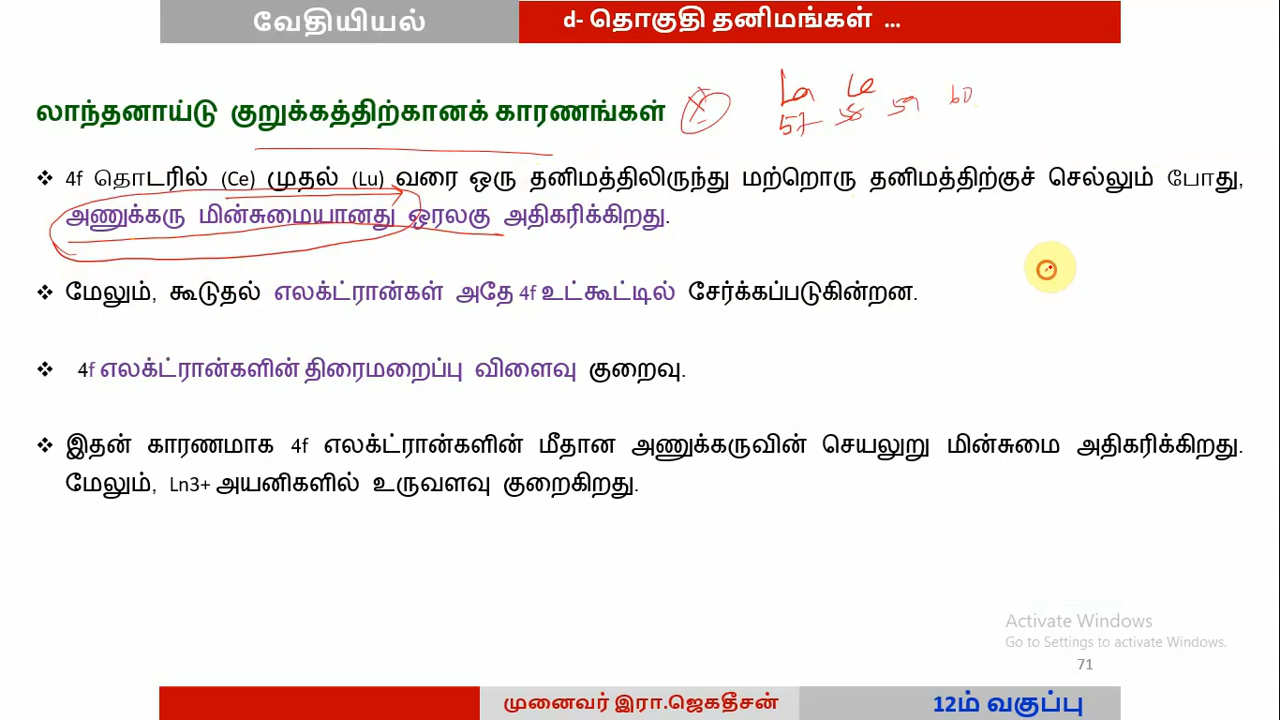 வேதியியல்
d- தொகுதி தனிமங்கள் ...
லாந்தனாய்டு குறுக்கத்திற்கானக் காரணங்கள்
La Ce
57 58 59 60
❖ 4f தொடரில் (Ce) முதல் (Lu) வரை ஒரு தனிமத்திலிருந்து மற்றொரு தனிமத்திற்குச் செல்லும் போது,
அணுக்கரு மின்சுமையானது ஓரலகு அதிகரிக்கிறது.
❖ மேலும், கூடுதல் எலக்ட்ரான்கள் அதே 4f உட்கூட்டில் சேர்க்கப்படுகின்றன.
❖ 4f எலக்ட்ரான்களின் திரைமறைப்பு விளைவு குறைவு.
❖ இதன் காரணமாக 4f எலக்ட்ரான்களின் மீதான அணுக்கருவின் செயலுறு மின்சுமை அதிகரிக்கிறது.
மேலும், Ln3+ அயனிகளில் உருவளவு குறைகிறது.
Activate Windows
Go to Settings to activate Windows.
71
முனைவர் இரா.ஜெகதீசன்
12ம் வகுப்பு